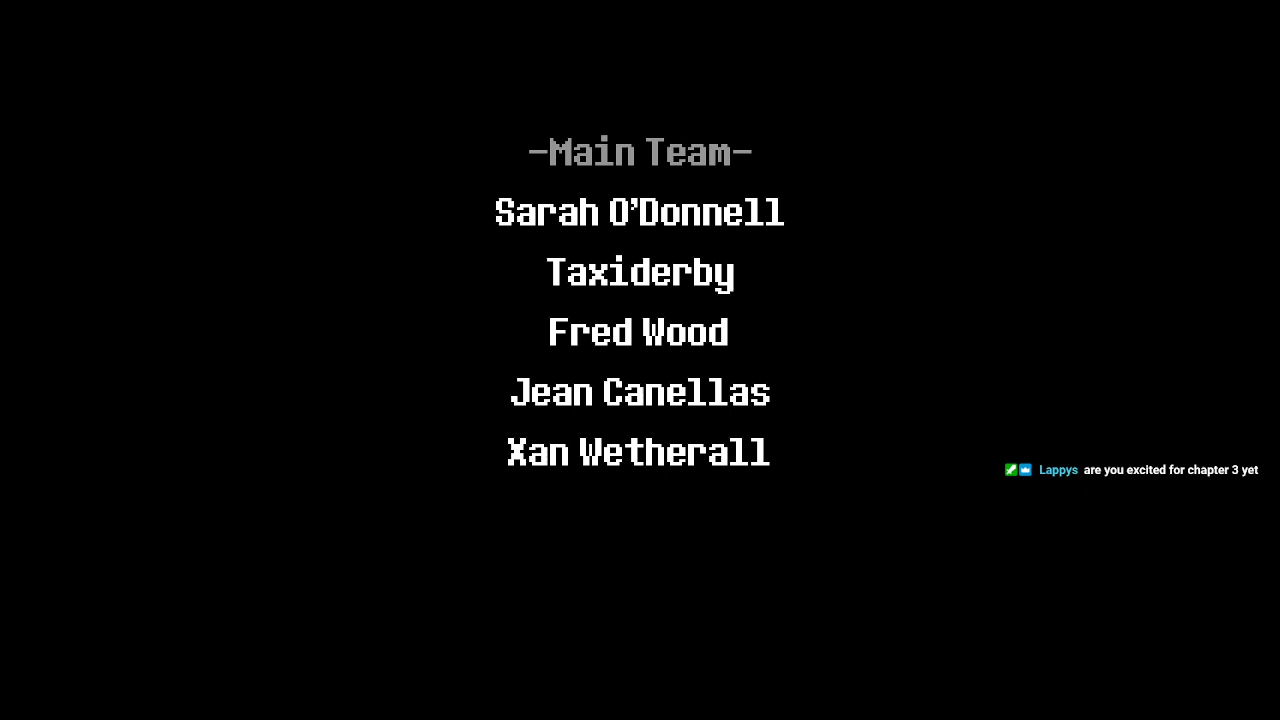 -Main Team-
Sarah O'Donnell
Taxiderby
Fred Wood
Jean Canellas
Xan Wetherall
Lappys are you excited for chapter 3 yet